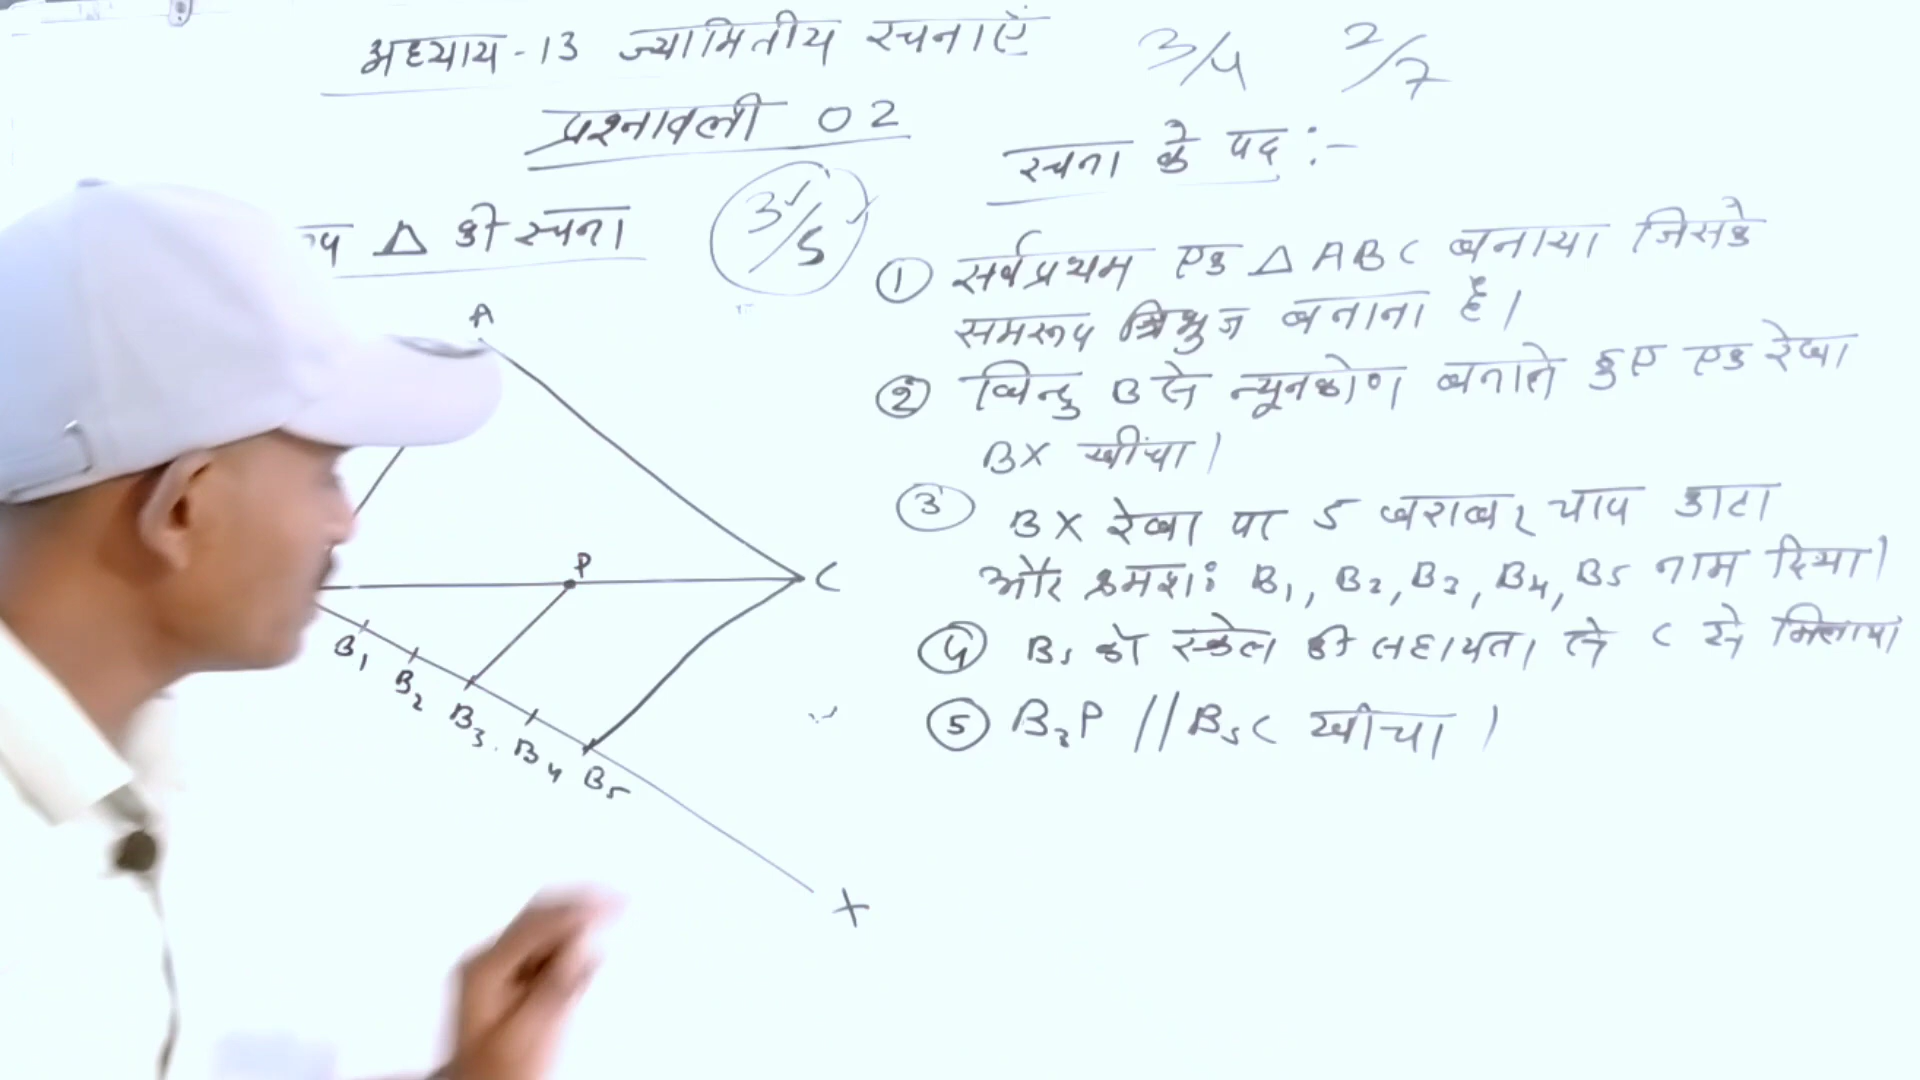 अध्याय - 13 ज्यामितीय रचनाएँ
3/4 2/7
प्रश्नावली 02
△ की रचना
3/5
A
P
C
B1
B2
B3
B4
B5
X
रचना के पद :-
① सर्वप्रथम एक △ ABC बनाया जिसके
समरूप त्रिभुज बनाना है।
② बिन्दु B से न्यूनकोण बनाते हुए एक रेखा
BX खींचा।
③ BX रेखा पर 5 बराबर चाप काटा
और क्रमशः B1, B2, B3, B4, B5 नाम दिया।
④ B5 को स्केल की सहायता से C से मिलाया
⑤ B3P // B5C खींचा।